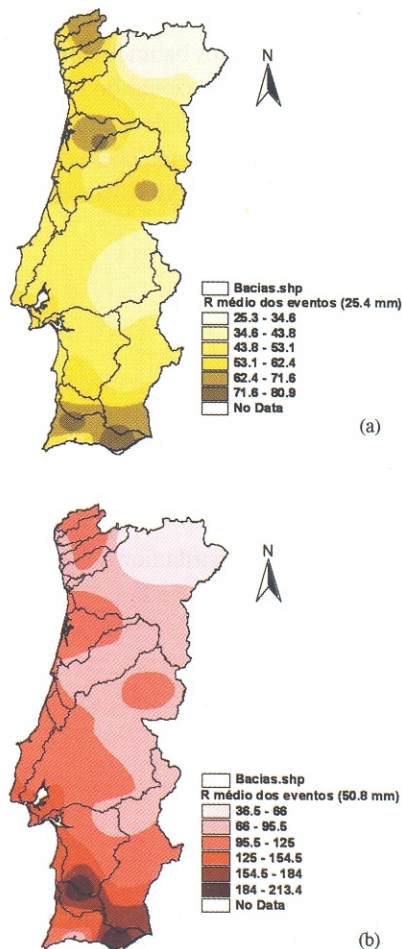 N
Bacias.shp
R médio dos eventos (25.4 mm)
25.3 - 34.6
34.6 - 43.8
43.8 - 53.1
53.1 - 62.4
62.4 - 71.6
71.6 - 80.9
No Data
(a)
N
Bacias.shp
R médio dos eventos (50.8 mm)
36.5 - 66
66 - 95.5
95.5 - 125
125 - 154.5
154.5 - 184
184 - 213.4
No Data
(b)